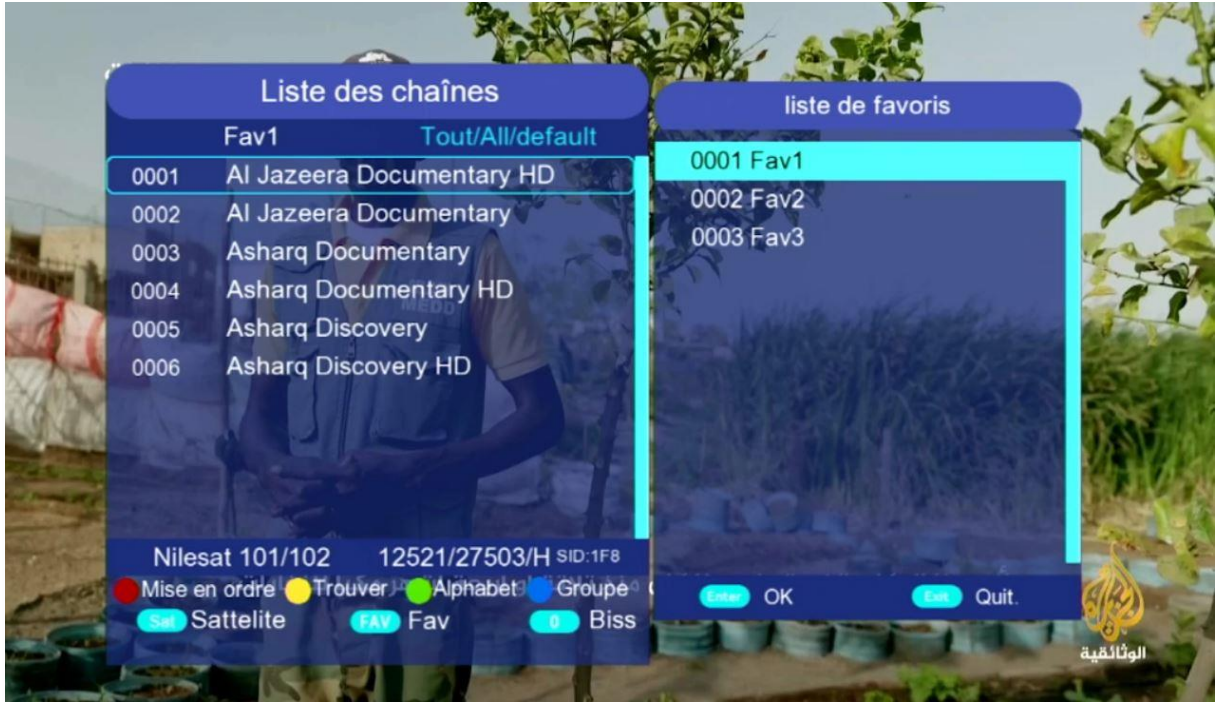 Liste des chaînes
Fav1 Tout/All/default
0001 Al Jazeera Documentary HD
0002 Al Jazeera Documentary
0003 Asharq Documentary
0004 Asharq Documentary HD
0005 Asharq Discovery
0006 Asharq Discovery HD
Nilesat 101/102 12521/27503/H SID:1F8
Mise en ordre Trouver Alphabet Groupe
Sat Sattelite FAV Fav 0 Biss
liste de favoris
0001 Fav1
0002 Fav2
0003 Fav3
Enter OK Exit Quit.
MEDD
الوثائقية